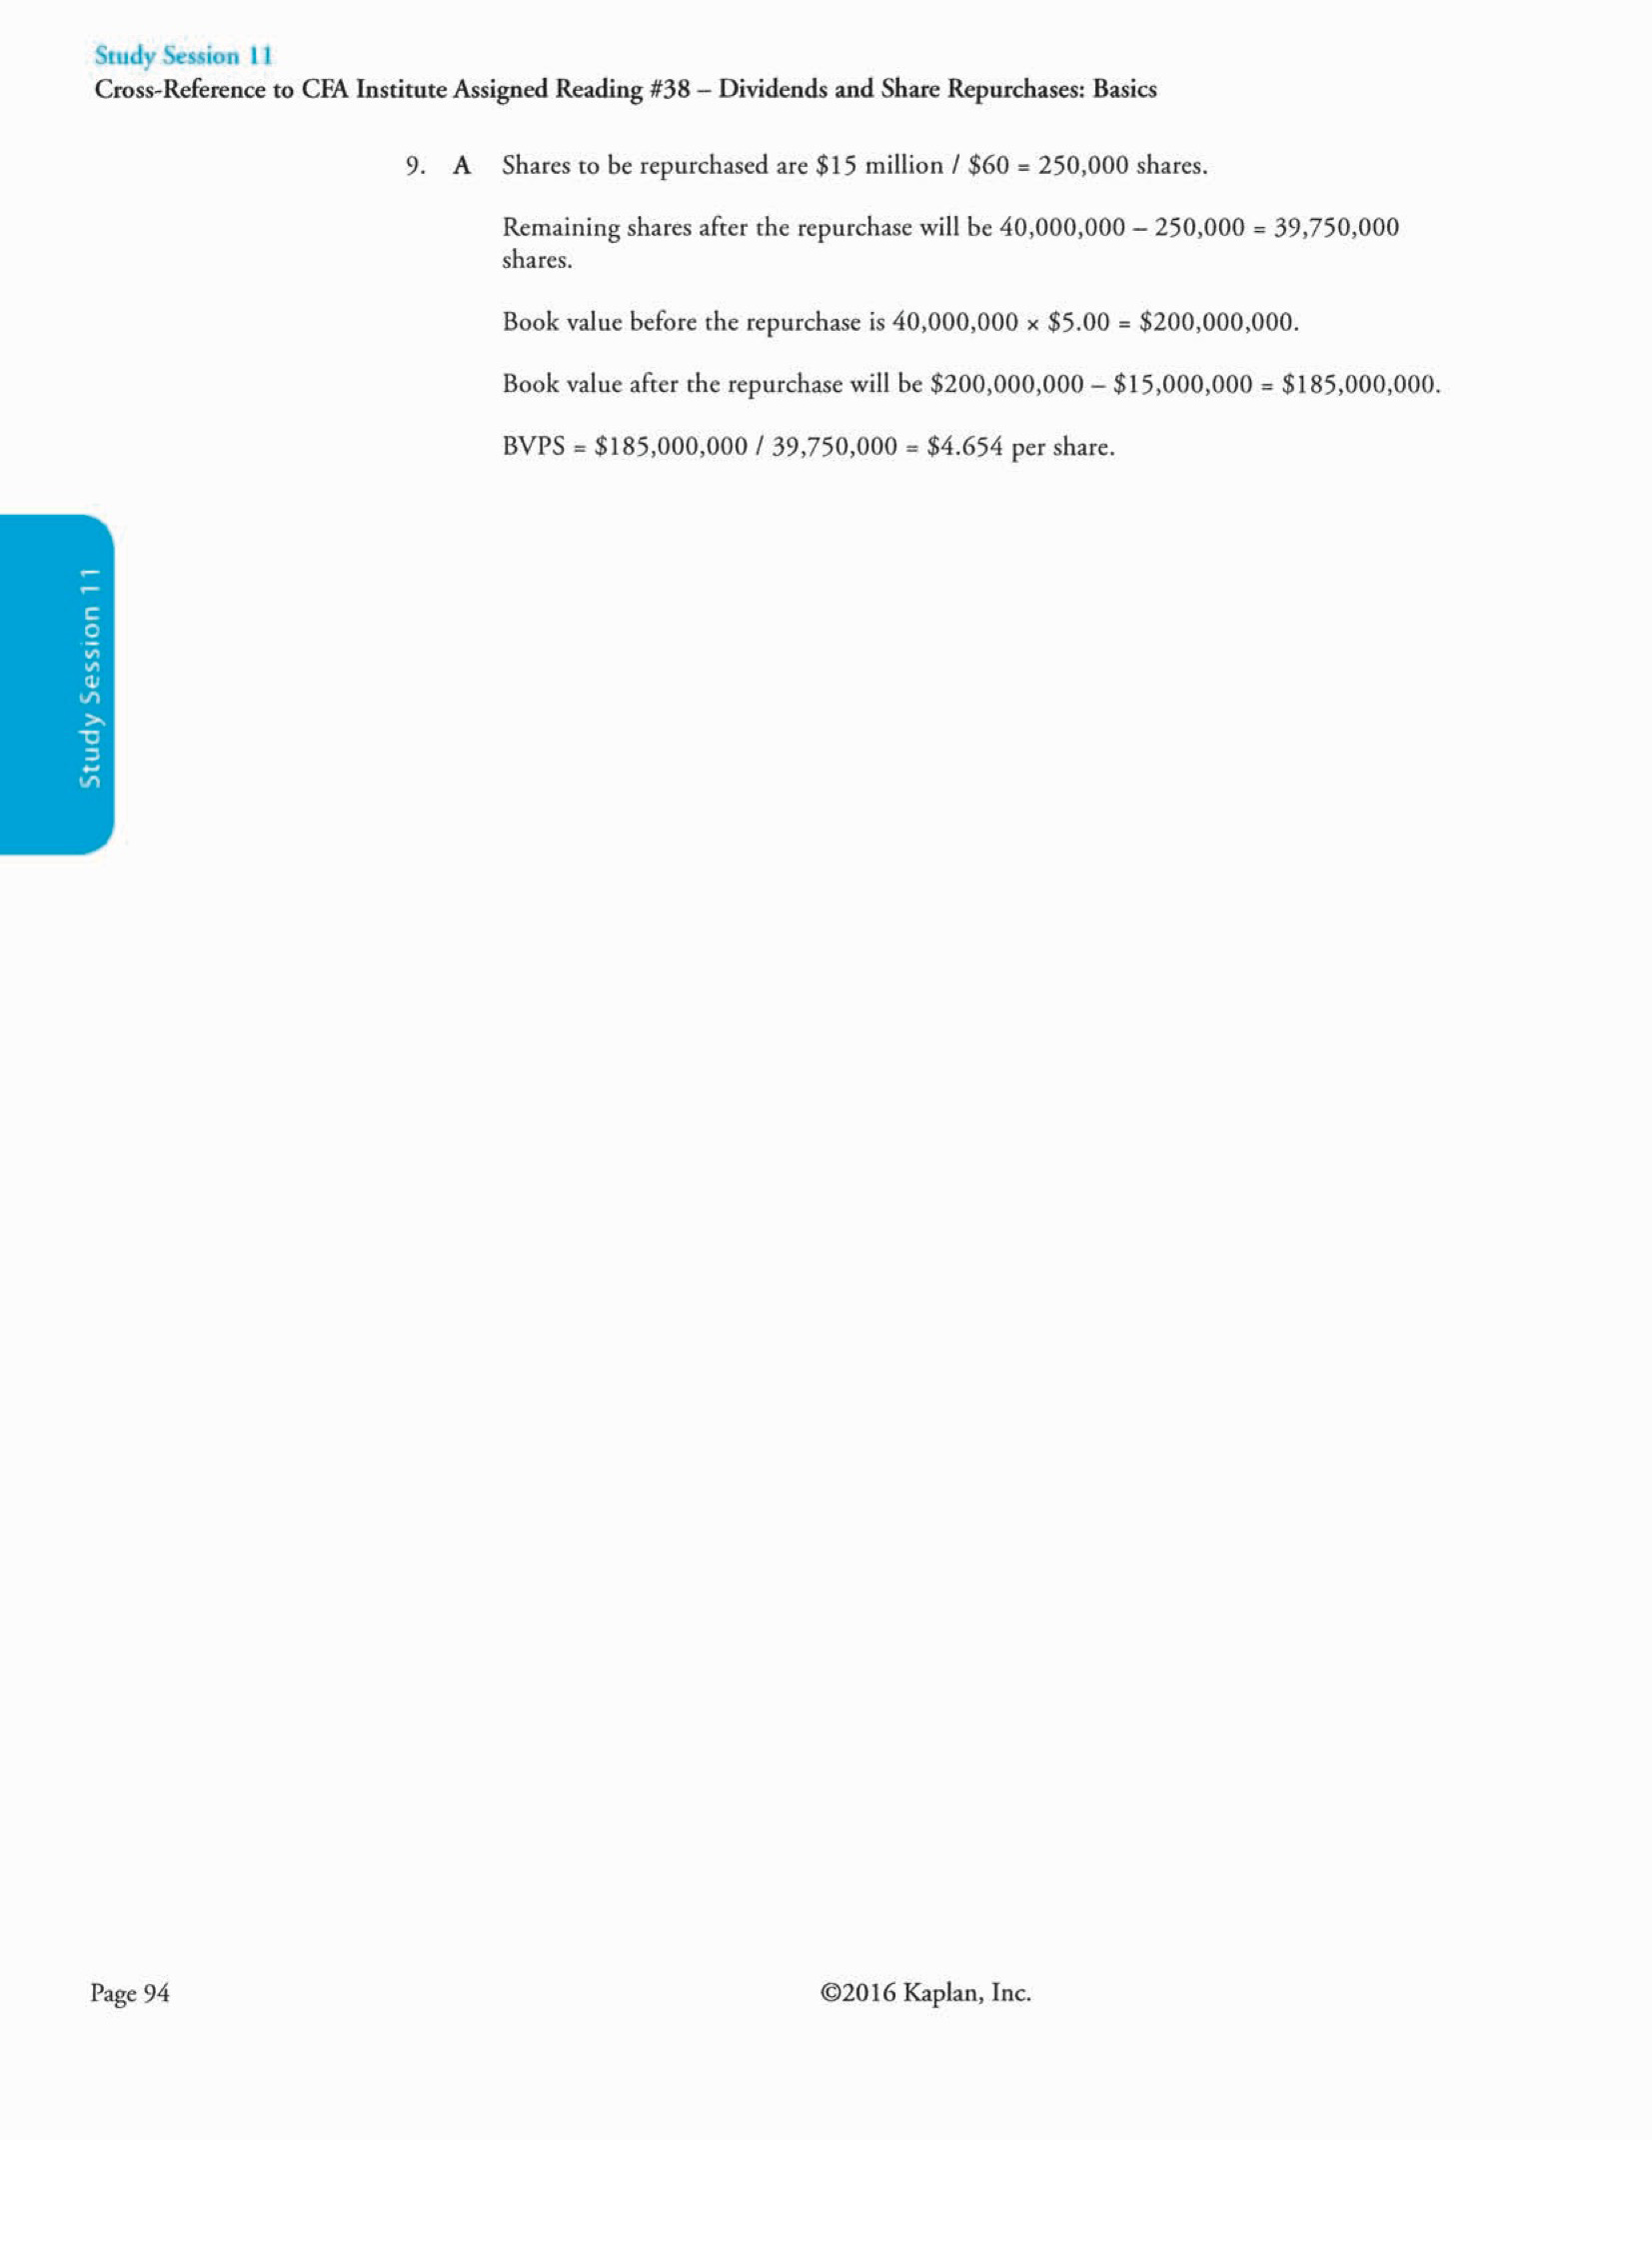 Study Session 11
Cross-Reference to CFA Institute Assigned Reading #38 – Dividends and Share Repurchases: Basics
9. A Shares to be repurchased are $15 million / $60 = 250,000 shares.
Remaining shares after the repurchase will be 40,000,000 – 250,000 = 39,750,000
shares.
Book value before the repurchase is 40,000,000 × $5.00 = $200,000,000.
Book value after the repurchase will be $200,000,000 – $15,000,000 = $185,000,000.
BVPS = $185,000,000 / 39,750,000 = $4.654 per share.
Study Session 11
Page 94 ©2016 Kaplan, Inc.